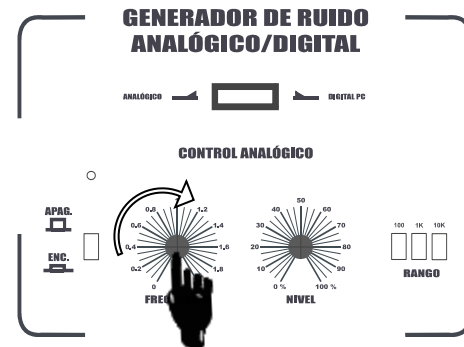 GENERADOR DE RUIDO
ANALÓGICO/DIGITAL
ANALÓGICO
DIGITAL PC
CONTROL ANALÓGICO
APAG.
ENC.
0
0.2
0.4
0.6
0.8
1.2
1.4
1.6
1.8
FREC
0 %
10
20
30
40
50
60
70
80
90
100 %
NIVEL
100 1K 10K
RANGO